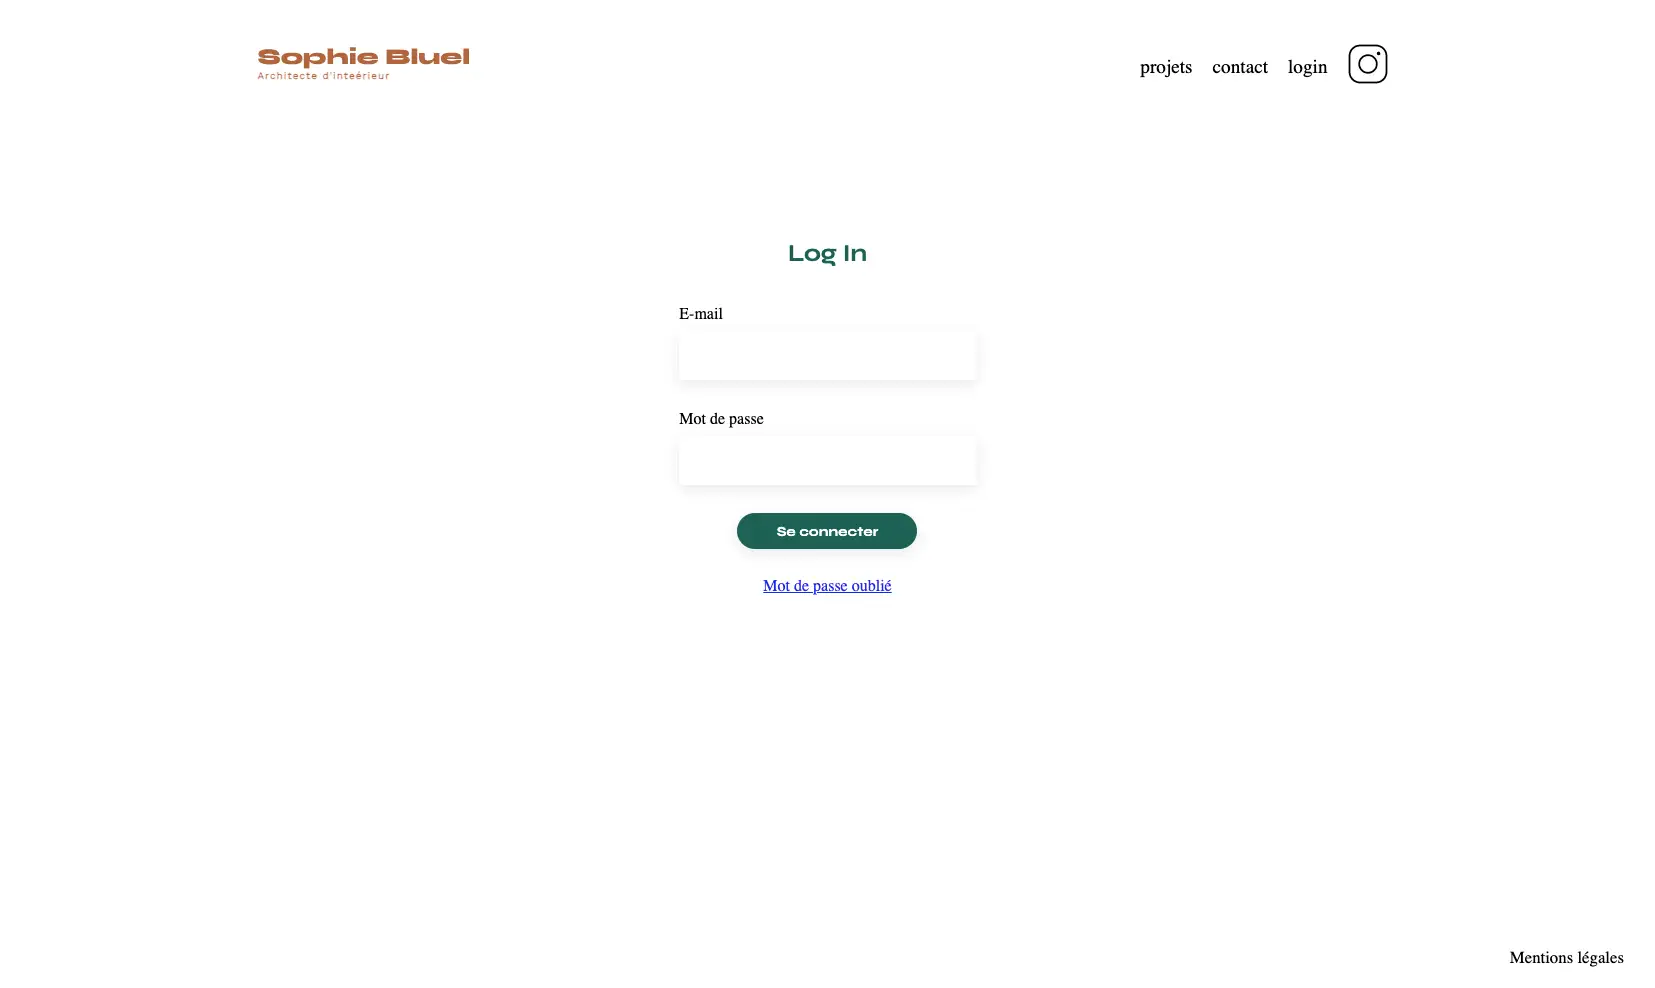 Sophie Bluel
Architecte d'inteérieur
projets
contact
login
Log In
E-mail
Mot de passe
Se connecter
Mot de passe oublié
Mentions légales